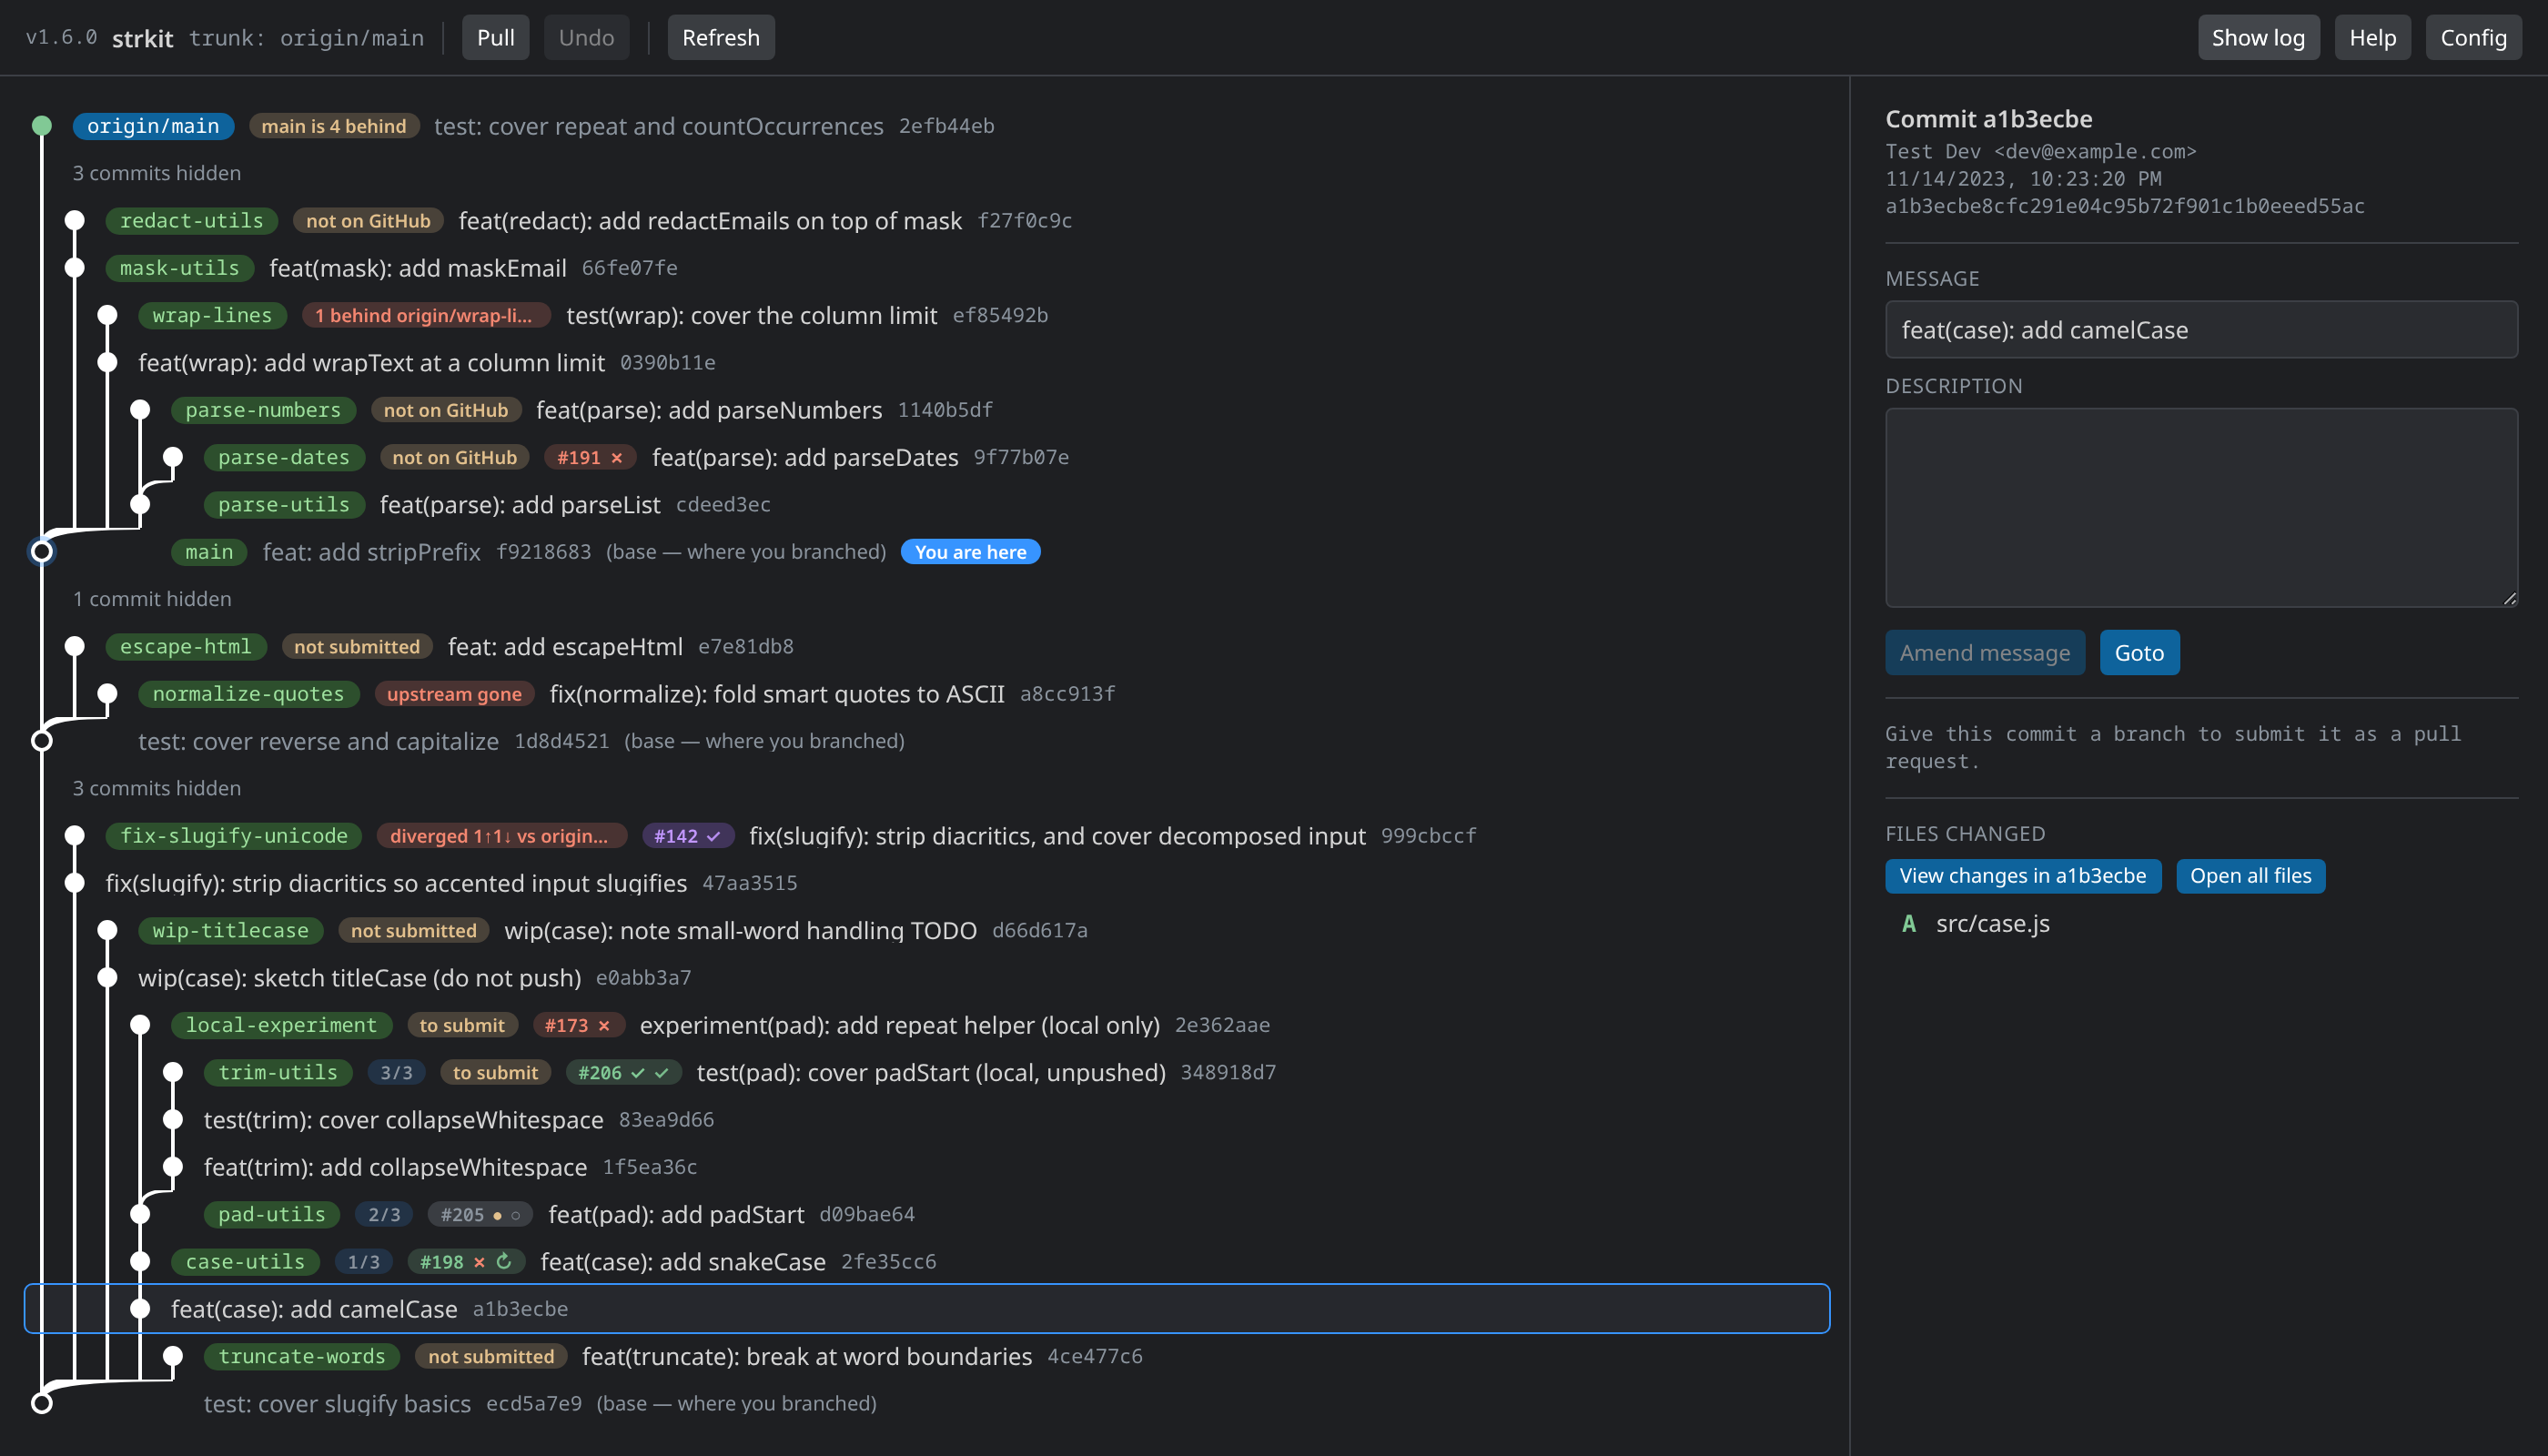 v1.6.0 strkit trunk: origin/main Pull Undo Refresh Show log Help Config
origin/main main is 4 behind test: cover repeat and countOccurrences 2efb44eb
3 commits hidden
redact-utils not on GitHub feat(redact): add redactEmails on top of mask f27f0c9c
mask-utils feat(mask): add maskEmail 66fe07fe
wrap-lines 1 behind origin/wrap-li... test(wrap): cover the column limit ef85492b
feat(wrap): add wrapText at a column limit 0390b11e
parse-numbers not on GitHub feat(parse): add parseNumbers 1140b5df
parse-dates not on GitHub #191 × feat(parse): add parseDates 9f77b07e
parse-utils feat(parse): add parseList cdeed3ec
main feat: add stripPrefix f9218683 (base — where you branched) You are here
1 commit hidden
escape-html not submitted feat: add escapeHtml e7e81db8
normalize-quotes upstream gone fix(normalize): fold smart quotes to ASCII a8cc913f
test: cover reverse and capitalize 1d8d4521 (base — where you branched)
3 commits hidden
fix-slugify-unicode diverged 1↑1↓ vs origin... #142 ✓ fix(slugify): strip diacritics, and cover decomposed input 999cbccf
fix(slugify): strip diacritics so accented input slugifies 47aa3515
wip-titlecase not submitted wip(case): note small-word handling TODO d66d617a
wip(case): sketch titleCase (do not push) e0abb3a7
local-experiment to submit #173 × experiment(pad): add repeat helper (local only) 2e362aae
trim-utils 3/3 to submit #206 ✓ ✓ test(pad): cover padStart (local, unpushed) 348918d7
test(trim): cover collapseWhitespace 83ea9d66
feat(trim): add collapseWhitespace 1f5ea36c
pad-utils 2/3 #205 ● ○ feat(pad): add padStart d09bae64
case-utils 1/3 #198 × ↻ feat(case): add snakeCase 2fe35cc6
feat(case): add camelCase a1b3ecbe
truncate-words not submitted feat(truncate): break at word boundaries 4ce477c6
test: cover slugify basics ecd5a7e9 (base — where you branched)
Commit a1b3ecbe
Test Dev <dev@example.com>
11/14/2023, 10:23:20 PM
a1b3ecbe8cfc291e04c95b72f901c1b0eeed55ac
MESSAGE
feat(case): add camelCase
DESCRIPTION
Amend message Goto
Give this commit a branch to submit it as a pull
request.
FILES CHANGED
View changes in a1b3ecbe Open all files
A src/case.js